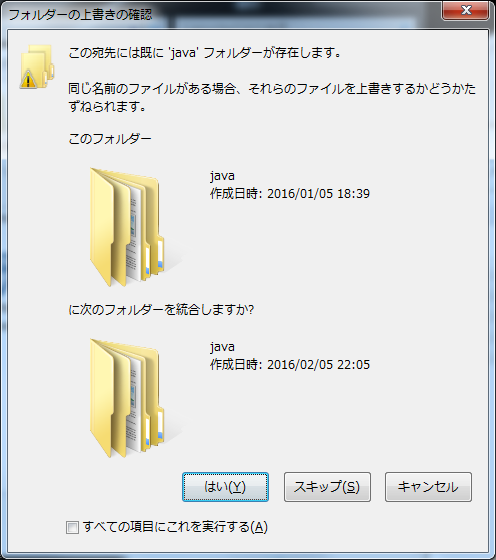 フォルダーの上書きの確認
この宛先には既に 'java' フォルダーが存在します。
同じ名前のファイルがある場合、それらのファイルを上書きするかどうかた
ずねられます。
このフォルダー
java
作成日時: 2016/01/05 18:39
に次のフォルダーを統合しますか?
java
作成日時: 2016/02/05 22:05
はい(Y)
スキップ(S)
キャンセル
すべての項目にこれを実行する(A)